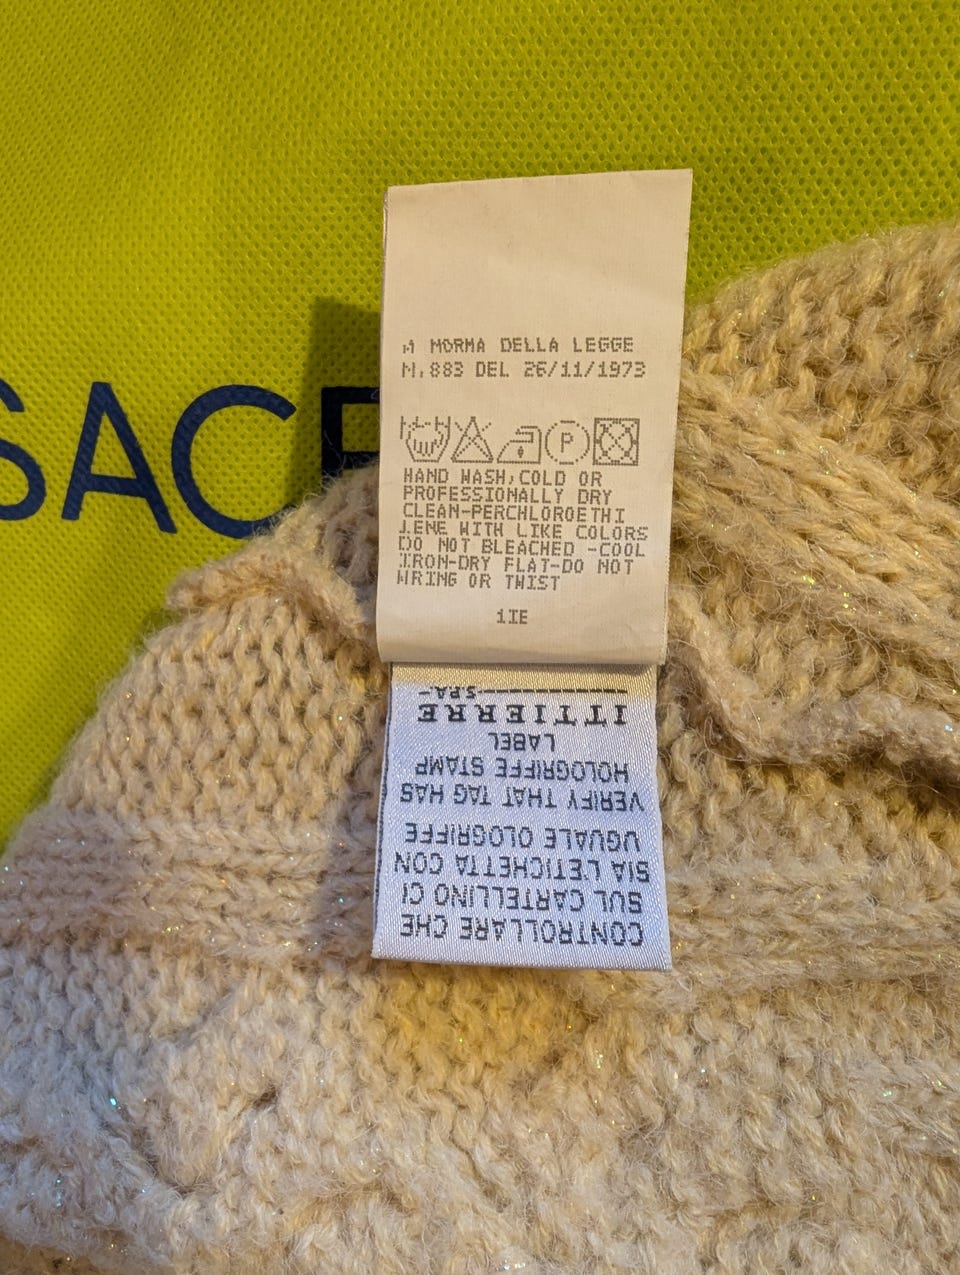 SACE
A NORMA DELLA LEGGE
N.883 DEL 26/11/1973
P
HAND WASH,COLD OR
PROFESSIONALLY DRY
CLEAN-PERCHLOROETHI
LENE WITH LIKE COLORS
DO NOT BLEACHED -COOL
IRON-DRY FLAT-DO NOT
WRING OR TWIST
1IE
CONTROLLARE CHE
SUL CARTELLINO CI
SIA L'ETICHETTA CON
UGUALE OLOGRIFFE
VERIFY THAT TAG HAS
HOLOGRIFFE STAMP
LABEL
ITTIERRE
S.P.A.